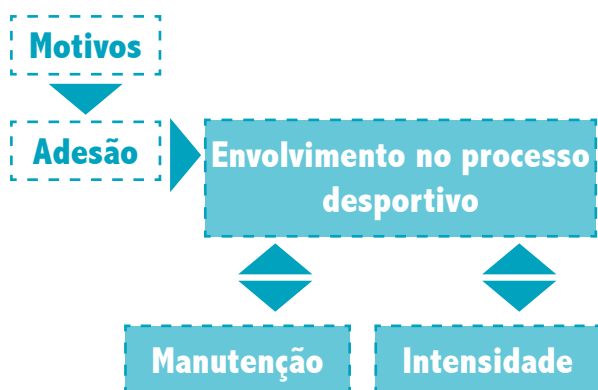 Motivos
Adesão
Envolvimento no processo
desportivo
Manutenção
Intensidade